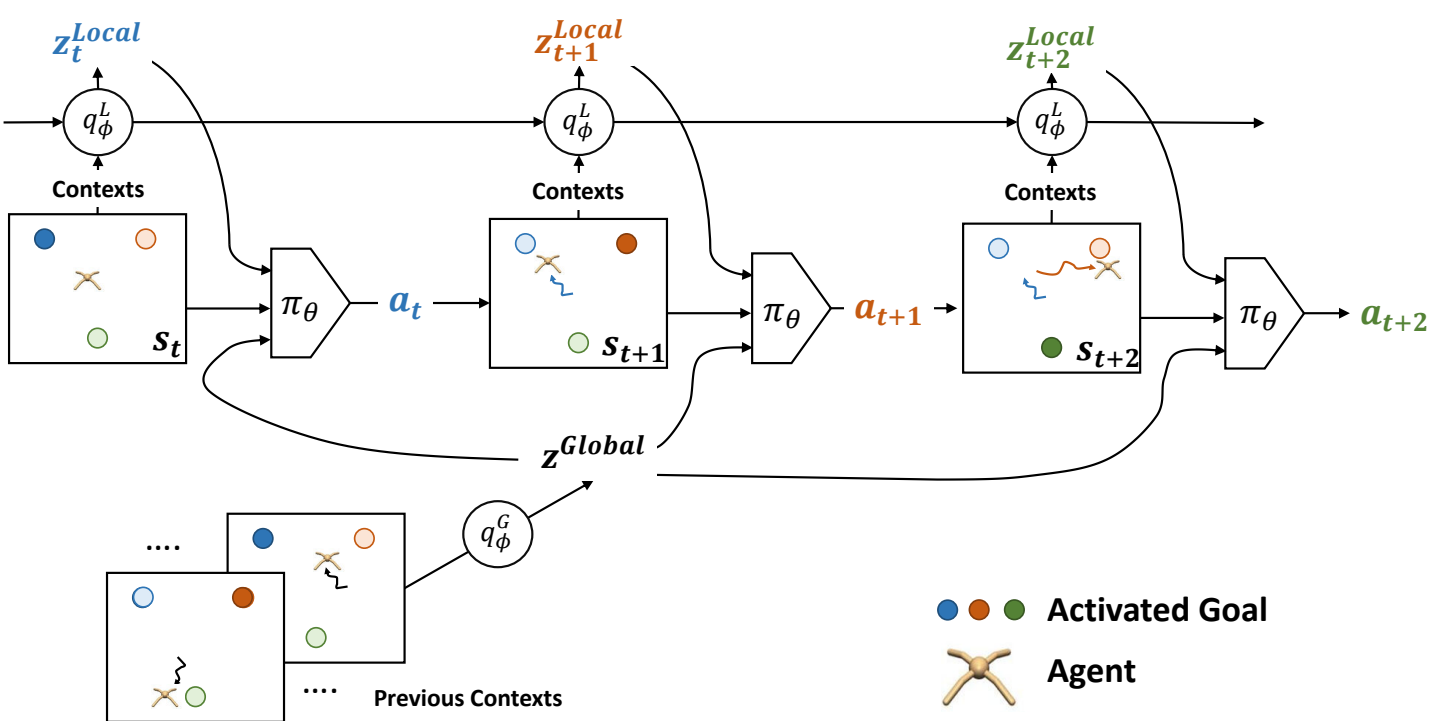 z_t^{Local}
z_{t+1}^{Local}
z_{t+2}^{Local}
q_ϕ^L
q_ϕ^L
q_ϕ^L
Contexts
Contexts
Contexts
s_t
π_θ
a_t
s_{t+1}
π_θ
a_{t+1}
s_{t+2}
π_θ
a_{t+2}
z^{Global}
q_ϕ^G
....
....
Previous Contexts
Activated Goal
Agent